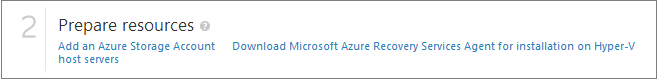 2 Prepare resources ?
Add an Azure Storage Account Download Microsoft Azure Recovery Services Agent for installation on Hyper-V
host servers